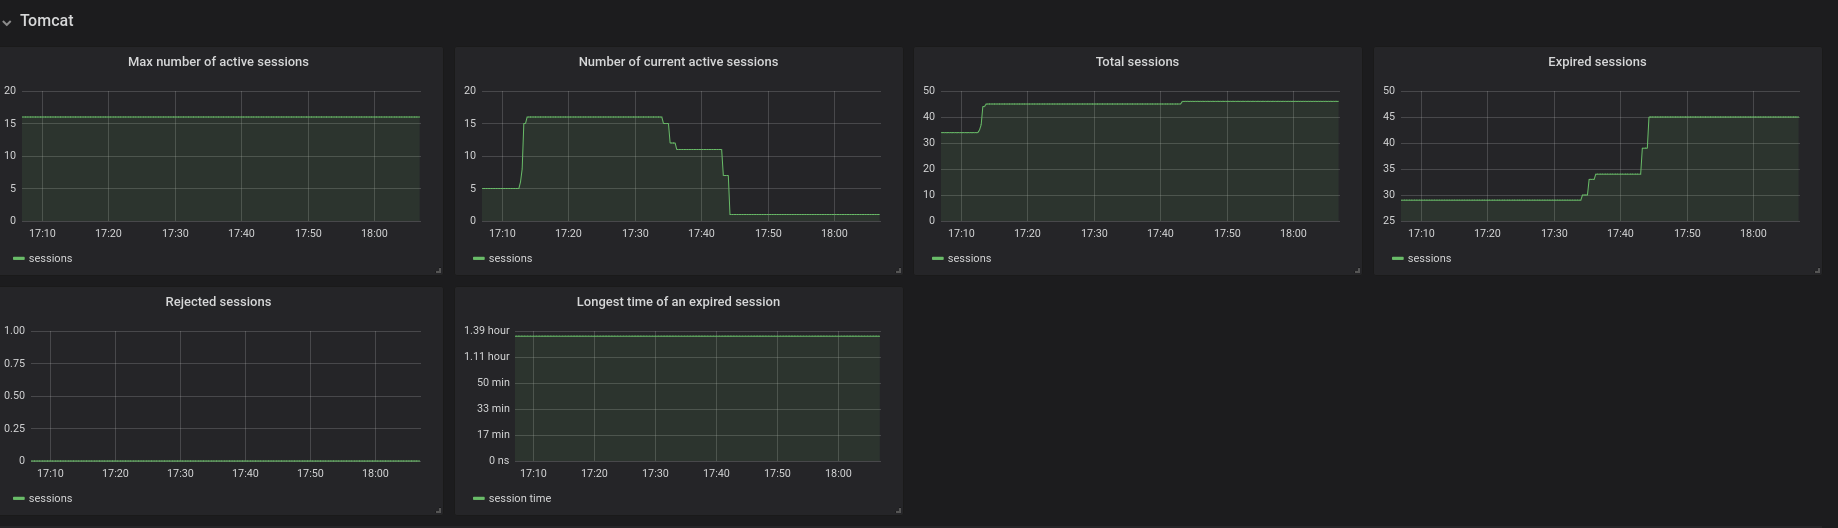 Tomcat
Max number of active sessions
20
15
10
5
0
17:10 17:20 17:30 17:40 17:50 18:00
sessions
Number of current active sessions
20
15
10
5
0
17:10 17:20 17:30 17:40 17:50 18:00
sessions
Total sessions
50
40
30
20
10
0
17:10 17:20 17:30 17:40 17:50 18:00
sessions
Expired sessions
50
45
40
35
30
25
17:10 17:20 17:30 17:40 17:50 18:00
sessions
Rejected sessions
1.00
0.75
0.50
0.25
0
17:10 17:20 17:30 17:40 17:50 18:00
sessions
Longest time of an expired session
1.39 hour
1.11 hour
50 min
33 min
17 min
0 ns
17:10 17:20 17:30 17:40 17:50 18:00
session time